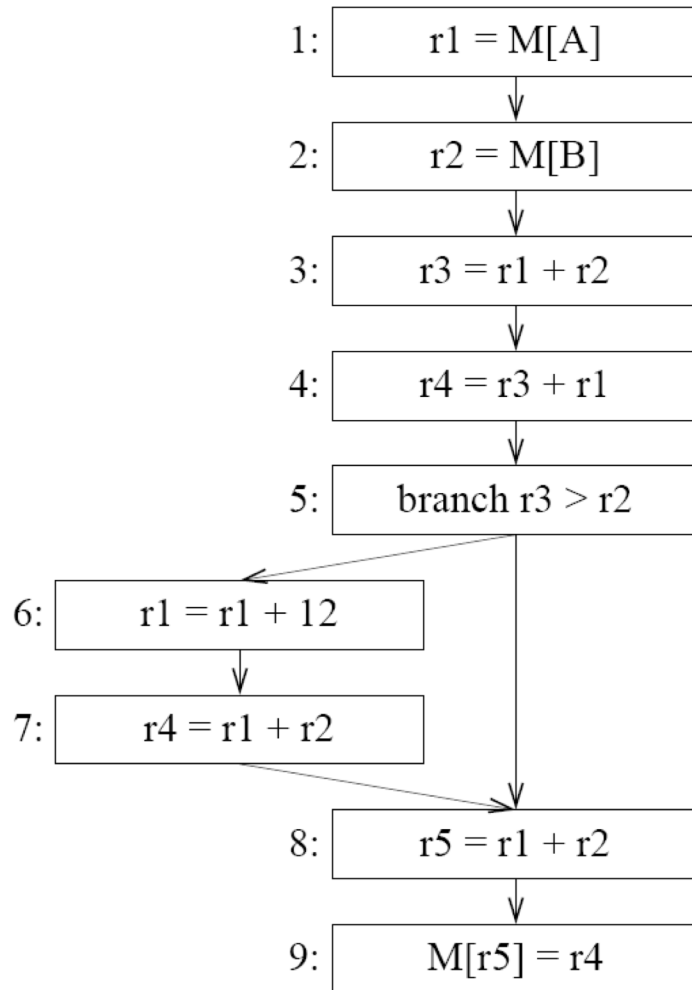 1: r1 = M[A]
2: r2 = M[B]
3: r3 = r1 + r2
4: r4 = r3 + r1
5: branch r3 > r2
6: r1 = r1 + 12
7: r4 = r1 + r2
8: r5 = r1 + r2
9: M[r5] = r4